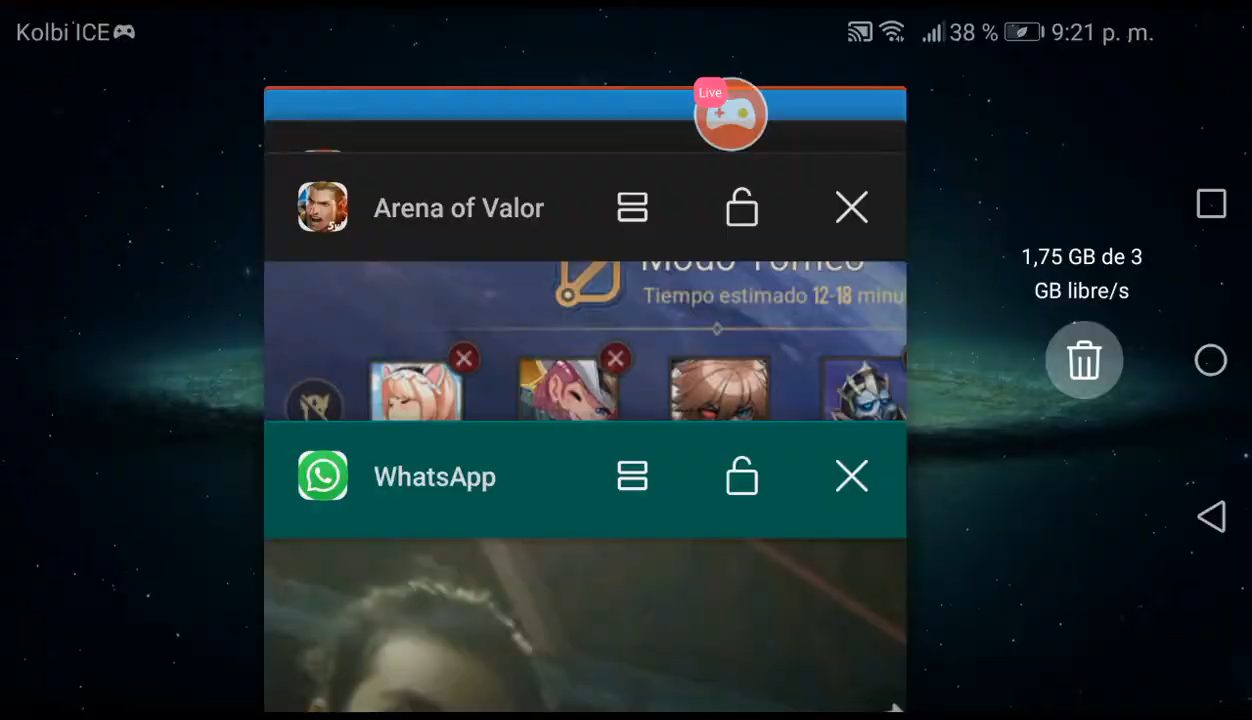 Kolbi ICE
38 %
9:21 p. m.
Live
Arena of Valor
1,75 GB de 3
GB libre/s
Modo Torneo
Tiempo estimado 12-18 minu
WhatsApp